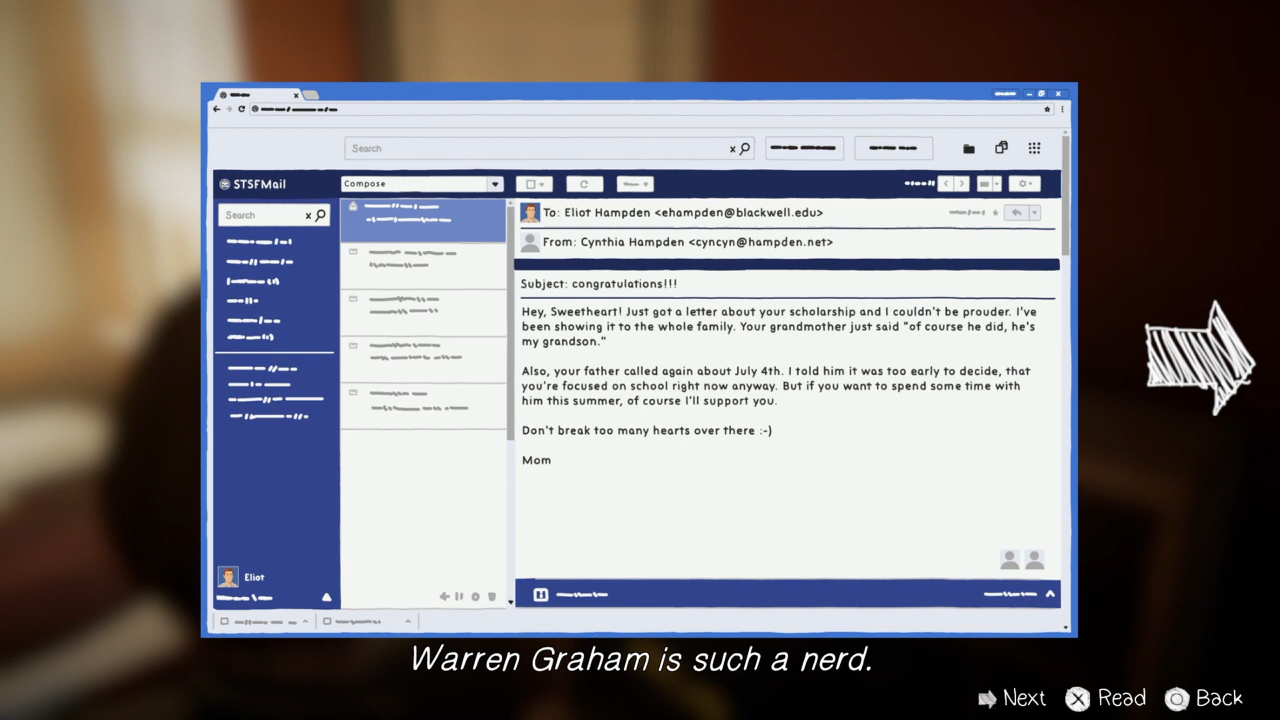 Search
STSFMail
Compose
Search
To: Eliot Hampden <ehampden@blackwell.edu>
From: Cynthia Hampden <cyncyn@hampden.net>
Subject: congratulations!!!
Hey, Sweetheart! Just got a letter about your scholarship and I couldn't be prouder. I've
been showing it to the whole family. Your grandmother just said "of course he did, he's
my grandson."
Also, your father called again about July 4th. I told him it was too early to decide, that
you're focused on school right now anyway. But if you want to spend some time with
him this summer, of course I'll support you.
Don't break too many hearts over there :-)
Mom
Eliot
Warren Graham is such a nerd.
Next Read Back